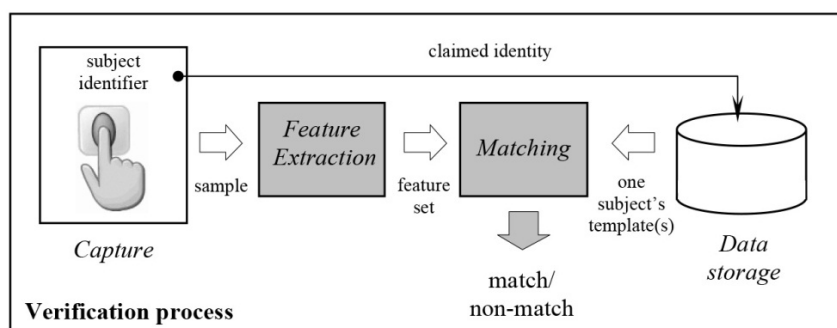 subject
identifier
claimed identity
Feature
Extraction
Matching
sample
feature
set
one
subject's
template(s)
Capture
Data
storage
match/
non-match
Verification process